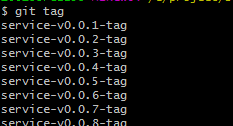 $ git tag
service-v0.0.1-tag
service-v0.0.2-tag
service-v0.0.3-tag
service-v0.0.4-tag
service-v0.0.5-tag
service-v0.0.6-tag
service-v0.0.7-tag
service-v0.0.8-tag